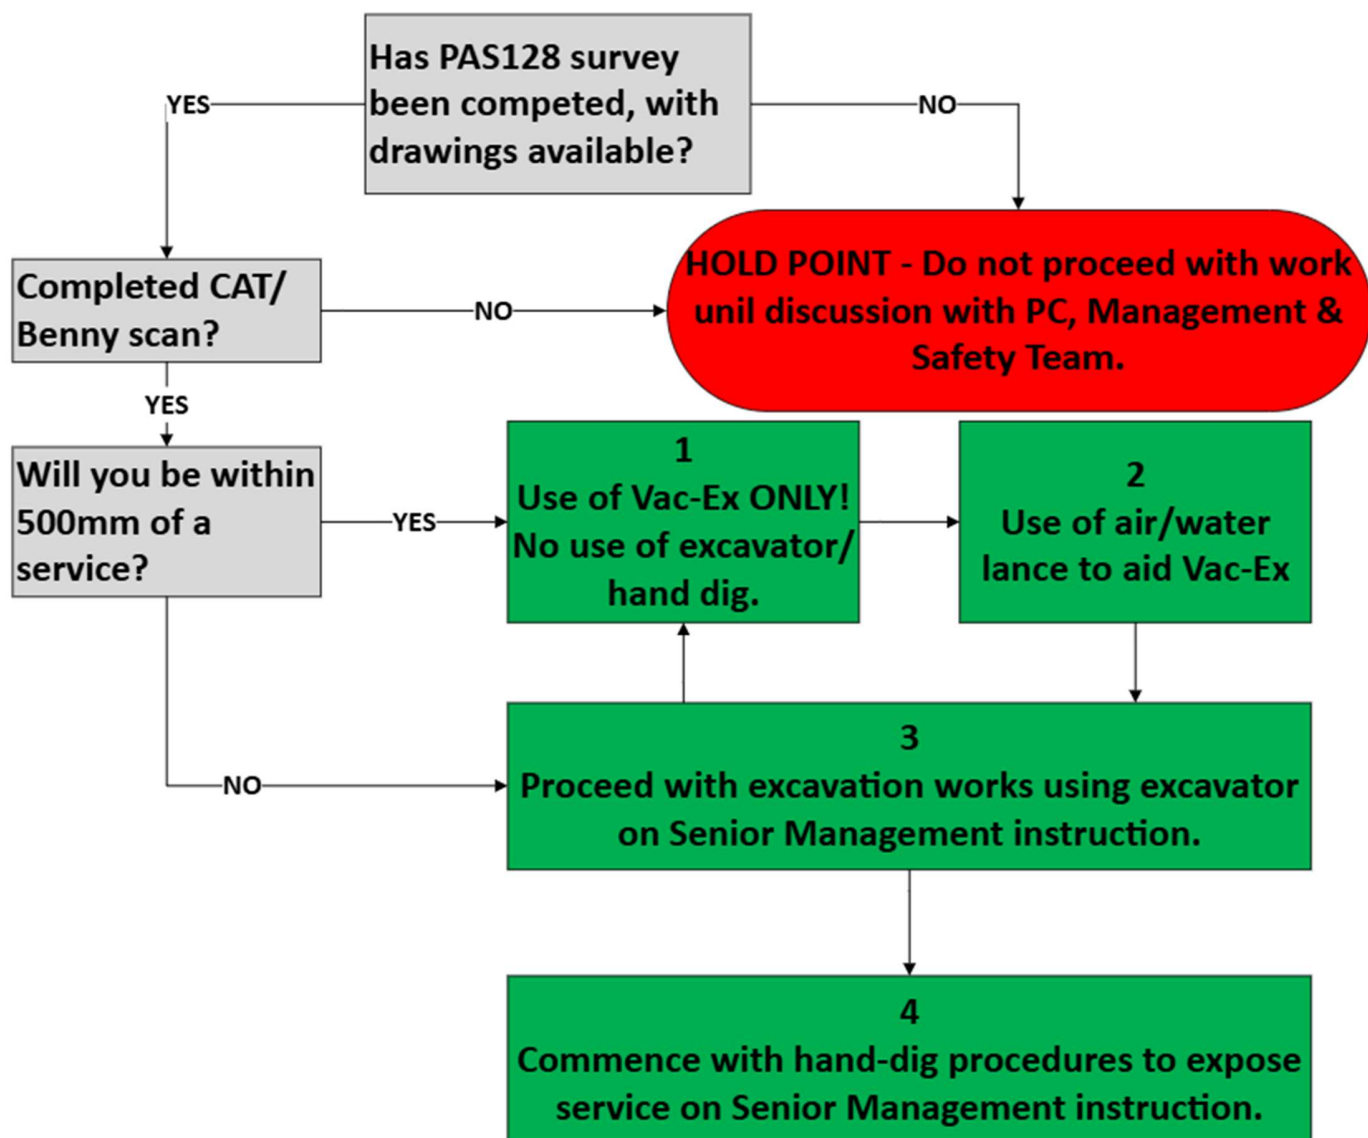 Has PAS128 survey
been competed, with
drawings available?
YES
NO
HOLD POINT - Do not proceed with work
unil discussion with PC, Management &
Safety Team.
Completed CAT/
Benny scan?
NO
YES
Will you be within
500mm of a
service?
YES
1
Use of Vac-Ex ONLY!
No use of excavator/
hand dig.
2
Use of air/water
lance to aid Vac-Ex
NO
3
Proceed with excavation works using excavator
on Senior Management instruction.
4
Commence with hand-dig procedures to expose
service on Senior Management instruction.